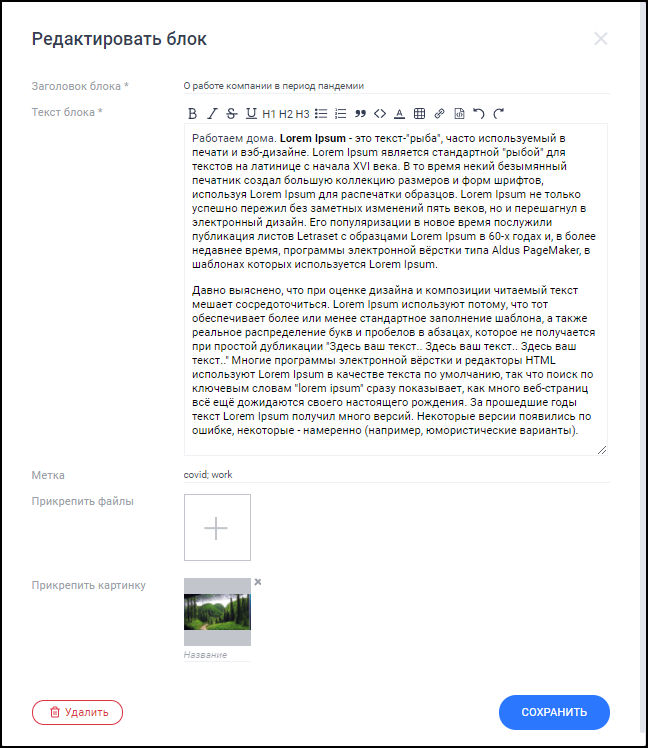 Редактировать блок
Заголовок блока *
О работе компании в период пандемии
Текст блока *
B I S U H1 H2 H3
Работаем дома. Lorem Ipsum - это текст-"рыба", часто используемый в
печати и вэб-дизайне. Lorem Ipsum является стандартной "рыбой" для
текстов на латинице с начала XVI века. В то время некий безымянный
печатник создал большую коллекцию размеров и форм шрифтов,
используя Lorem Ipsum для распечатки образцов. Lorem Ipsum не только
успешно пережил без заметных изменений пять веков, но и перешагнул в
электронный дизайн. Его популяризации в новое время послужили
публикация листов Letraset с образцами Lorem Ipsum в 60-х годах и, в более
недавнее время, программы электронной вёрстки типа Aldus PageMaker, в
шаблонах которых используется Lorem Ipsum.
Давно выяснено, что при оценке дизайна и композиции читаемый текст
мешает сосредоточиться. Lorem Ipsum используют потому, что тот
обеспечивает более или менее стандартное заполнение шаблона, а также
реальное распределение букв и пробелов в абзацах, которое не получается
при простой дубликации "Здесь ваш текст.. Здесь ваш текст.. Здесь ваш
текст.." Многие программы электронной вёрстки и редакторы HTML
используют Lorem Ipsum в качестве текста по умолчанию, так что поиск по
ключевым словам "lorem ipsum" сразу показывает, как много веб-страниц
всё ещё дожидаются своего настоящего рождения. За прошедшие годы
текст Lorem Ipsum получил много версий. Некоторые версии появились по
ошибке, некоторые - намеренно (например, юмористические варианты).
Метка
covid; work
Прикрепить файлы
Прикрепить картинку
Название
Удалить
СОХРАНИТЬ